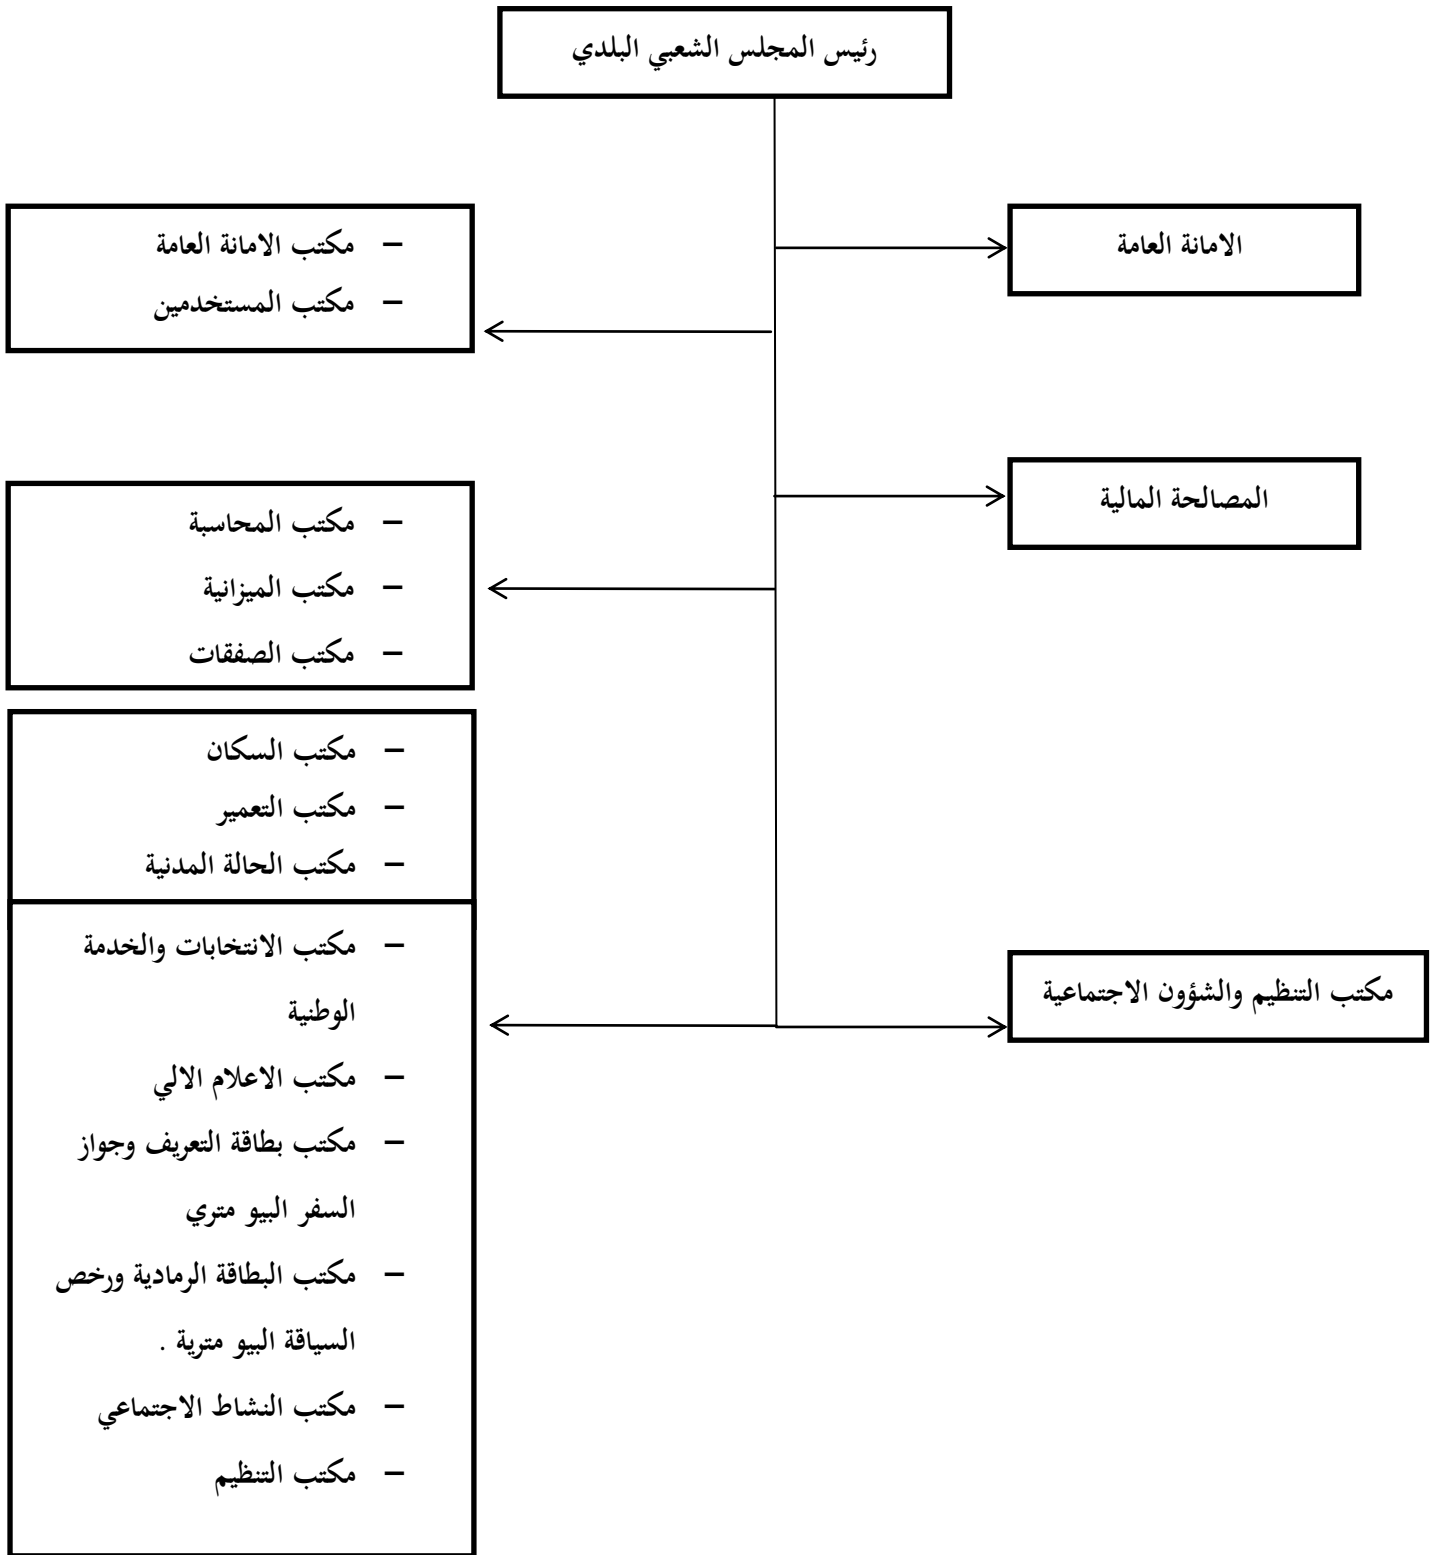 رئيس المجلس الشعبي البلدي
الامانة العامة
– مكتب الامانة العامة
– مكتب المستخدمين
المصالحة المالية
– مكتب المحاسبة
– مكتب الميزانية
– مكتب الصفقات
– مكتب السكان
– مكتب التعمير
– مكتب الحالة المدنية
مكتب التنظيم والشؤون الاجتماعية
– مكتب الانتخابات والخدمة
الوطنية
– مكتب الاعلام الالي
– مكتب بطاقة التعريف وجواز
السفر البيو متري
– مكتب البطاقة الرمادية ورخص
السياقة البيو مترية .
– مكتب النشاط الاجتماعي
– مكتب التنظيم